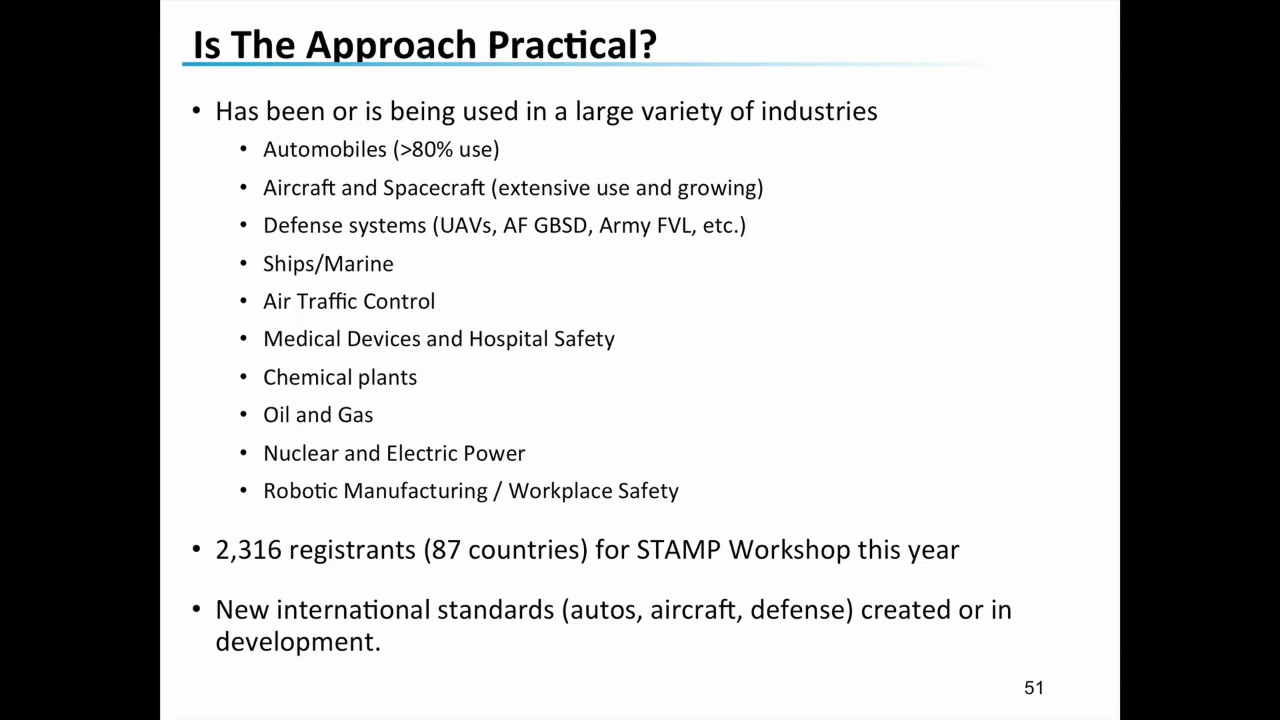 Is The Approach Practical?
• Has been or is being used in a large variety of industries
• Automobiles (>80% use)
• Aircraft and Spacecraft (extensive use and growing)
• Defense systems (UAVs, AF GBSD, Army FVL, etc.)
• Ships/Marine
• Air Traffic Control
• Medical Devices and Hospital Safety
• Chemical plants
• Oil and Gas
• Nuclear and Electric Power
• Robotic Manufacturing / Workplace Safety
• 2,316 registrants (87 countries) for STAMP Workshop this year
• New international standards (autos, aircraft, defense) created or in
development.
51